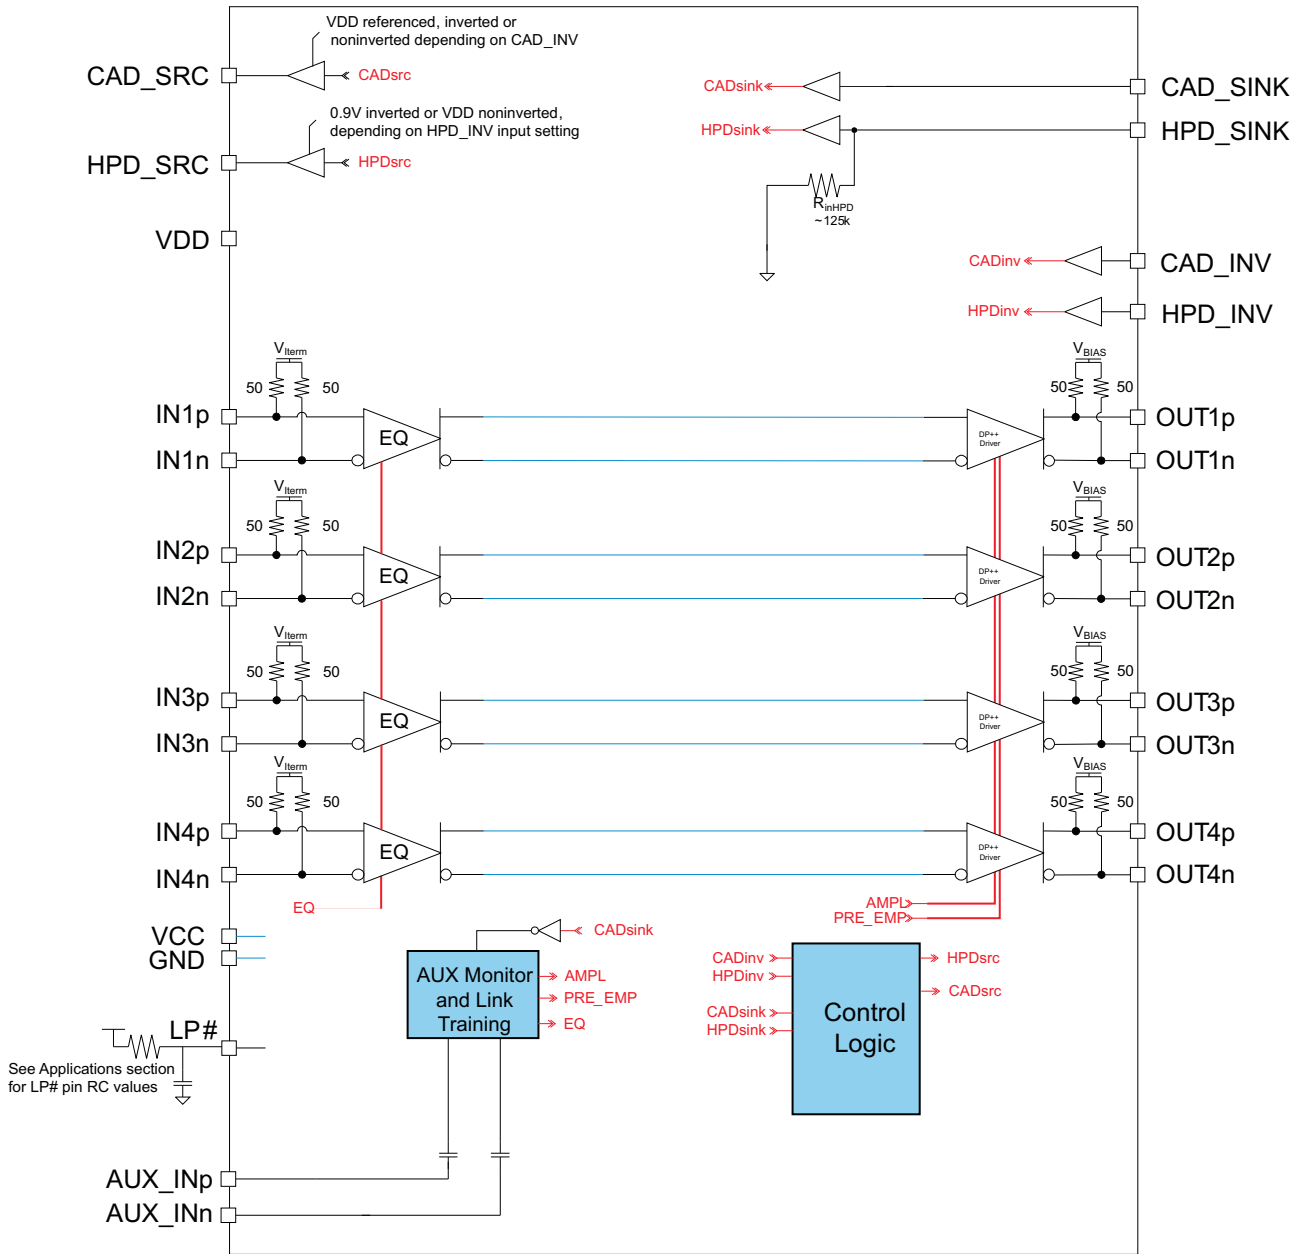 VDD referenced, inverted or
noninverted depending on CAD_INV
CAD_SRC
CADsrc
CADsink
CAD_SINK
0.9V inverted or VDD noninverted,
depending on HPD_INV input setting
HPDsink
HPD_SINK
HPD_SRC
HPDsrc
RinHPD
~125k
VDD
CADinv
CAD_INV
HPDinv
HPD_INV
VIterm
VBIAS
50 50
50 50
IN1p
OUT1p
EQ
DP++
Driver
IN1n
OUT1n
VIterm
VBIAS
50 50
50 50
IN2p
OUT2p
EQ
DP++
Driver
IN2n
OUT2n
VIterm
VBIAS
50 50
50 50
IN3p
OUT3p
EQ
DP++
Driver
IN3n
OUT3n
VIterm
VBIAS
50 50
50 50
IN4p
OUT4p
EQ
DP++
Driver
IN4n
OUT4n
EQ
AMPL
PRE_EMP
VCC
GND
CADsink
AUX Monitor
and Link
Training
AMPL
PRE_EMP
EQ
CADinv
HPDinv
CADsink
HPDsink
Control
Logic
HPDsrc
CADsrc
LP#
See Applications section
for LP# pin RC values
AUX_INp
AUX_INn